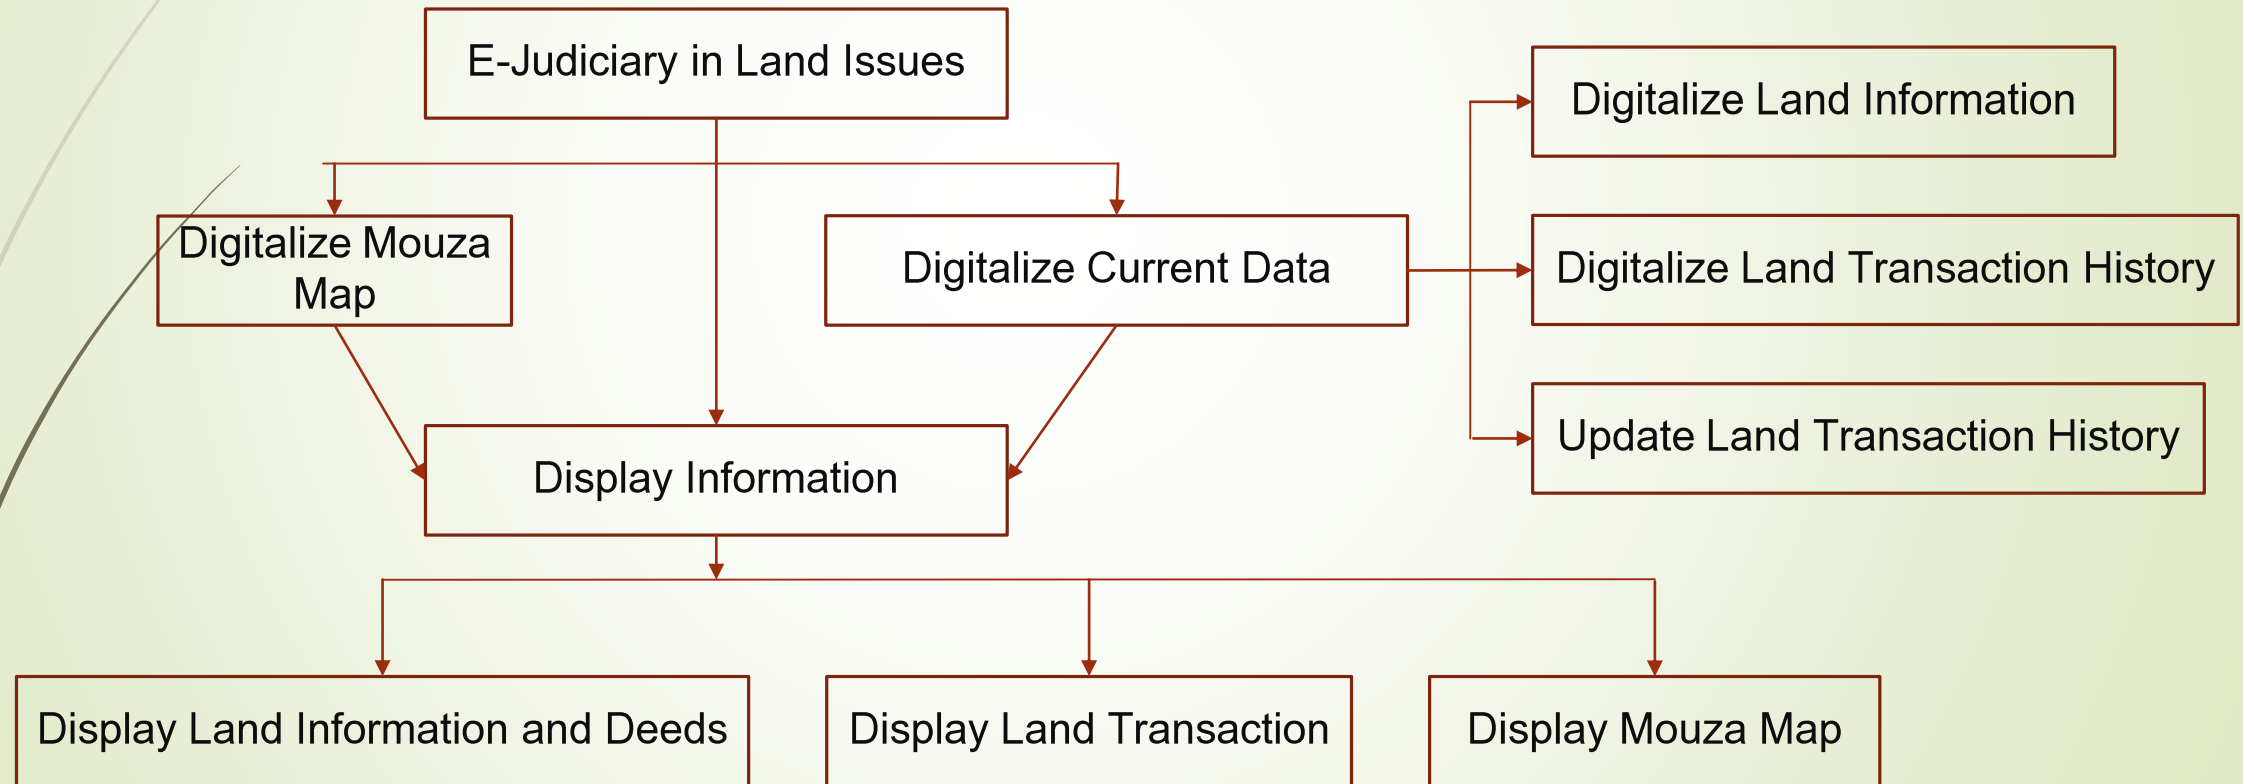 E-Judiciary in Land Issues
Digitalize Land Information
Digitalize Mouza
Map
Digitalize Current Data
Digitalize Land Transaction History
Update Land Transaction History
Display Information
Display Land Information and Deeds
Display Land Transaction
Display Mouza Map